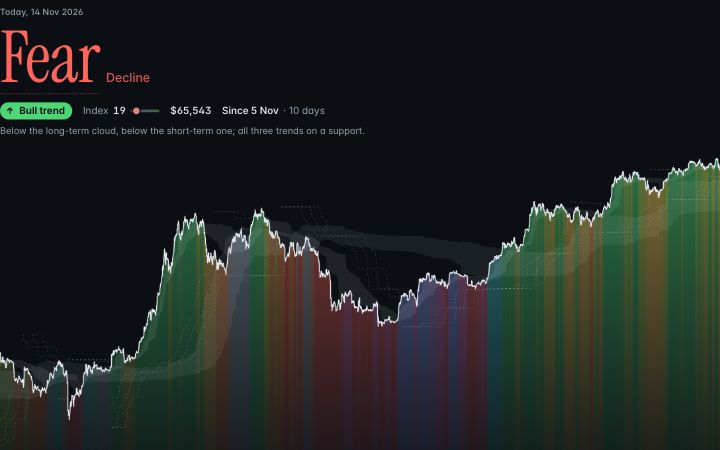 Today, 14 Nov 2026
Fear Decline
↑ Bull trend Index 19 $65,543 Since 5 Nov · 10 days
Below the long-term cloud, below the short-term one; all three trends on a support.